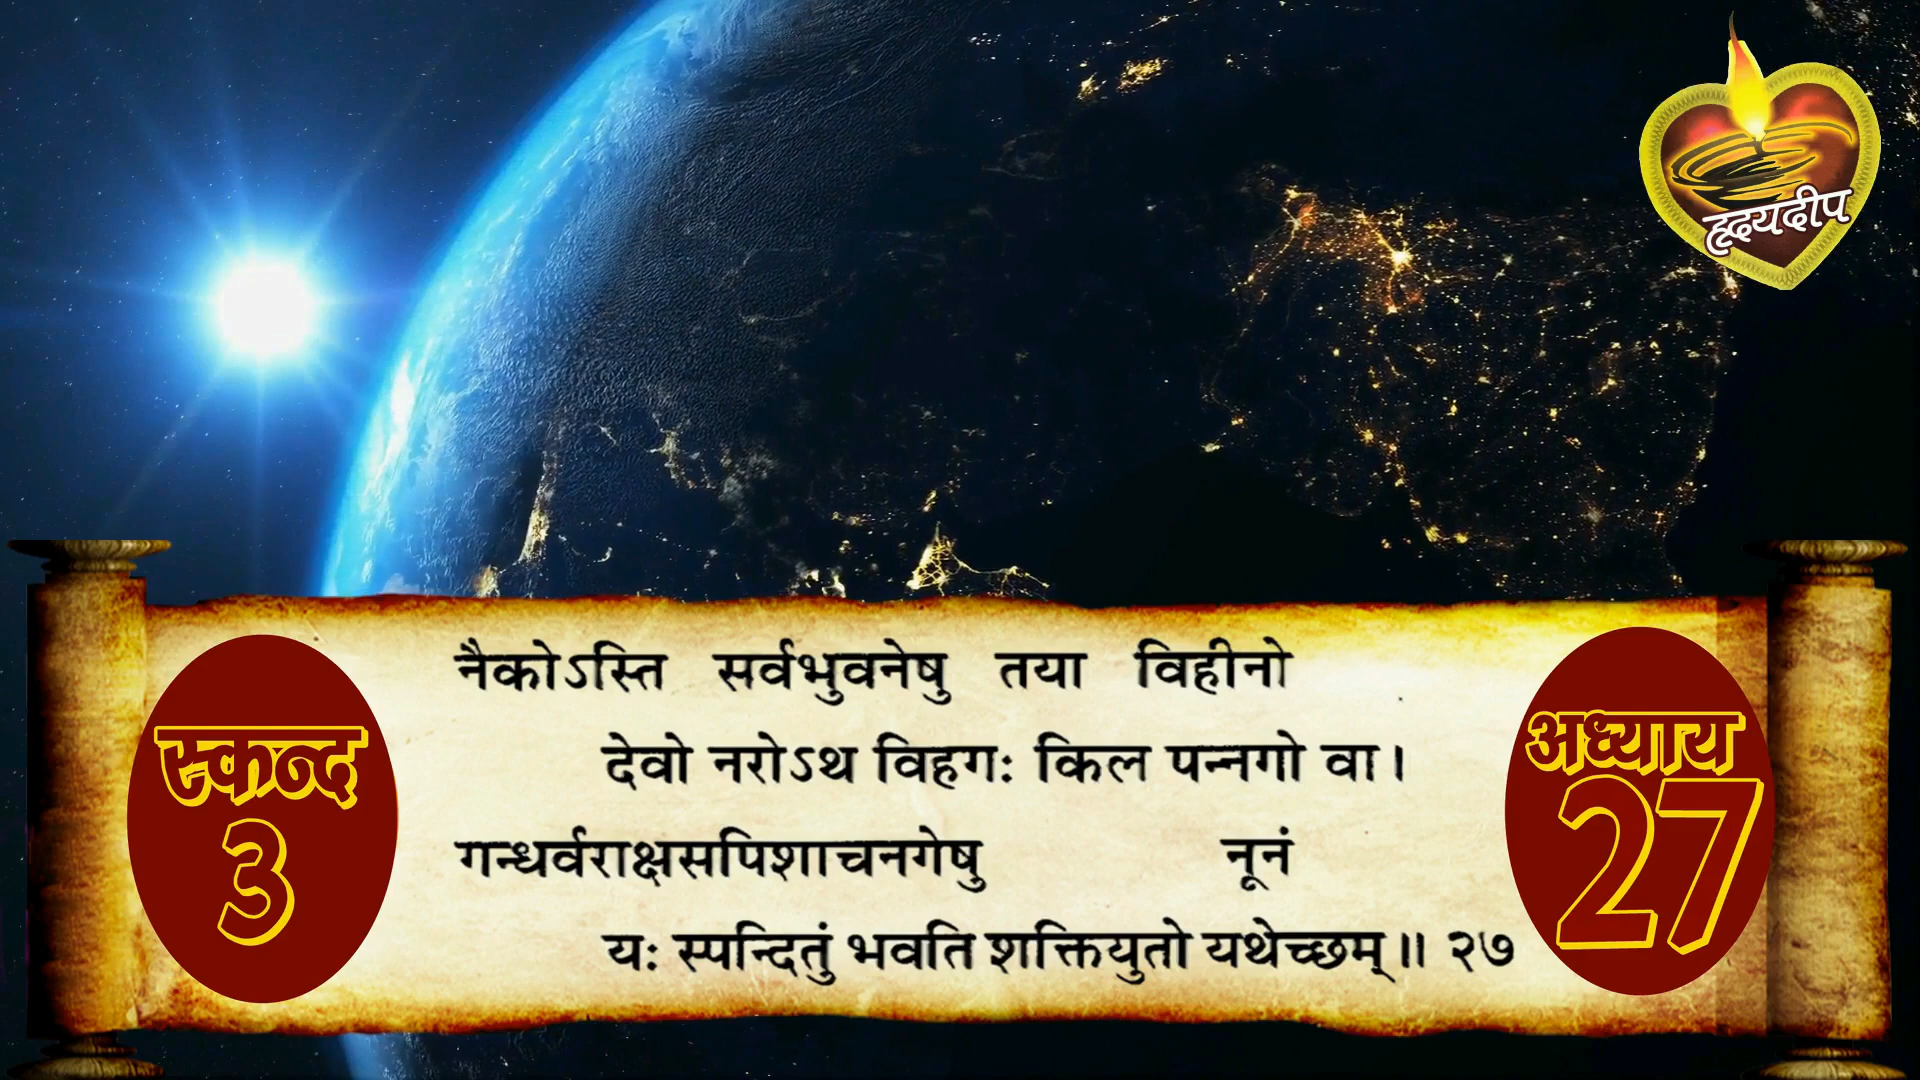 हृदयदीप
नैकोऽस्ति सर्वभुवनेषु तया विहीनो
देवो नरोऽथ विहगः किल पन्नगो वा।
गन्धर्वराक्षसपिशाचनगेषु नूनं
यः स्पन्दितुं भवति शक्तियुतो यथेच्छम्॥ २७
स्कन्द
3
अध्याय
27